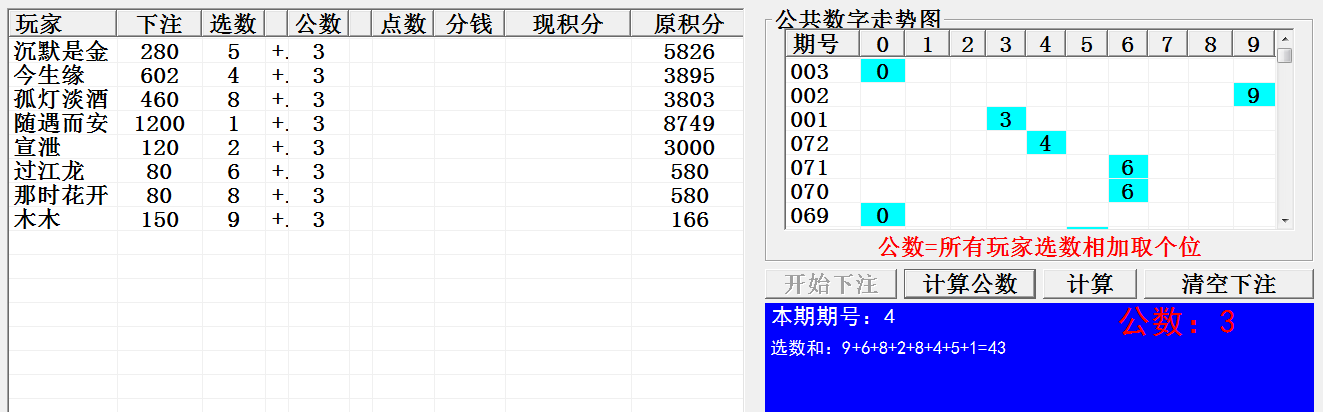 玩家 下注 选数 公数 点数 分钱 现积分 原积分
沉默是金 280 5 +. 3 5826
今生缘 602 4 +. 3 3895
孤灯淡酒 460 8 +. 3 3803
随遇而安 1200 1 +. 3 8749
宣泄 120 2 +. 3 3000
过江龙 80 6 +. 3 580
那时花开 80 8 +. 3 580
木木 150 9 +. 3 166
公共数字走势图
期号 0 1 2 3 4 5 6 7 8 9
003 0
002 9
001 3
072 4
071 6
070 6
069 0
公数=所有玩家选数相加取个位
开始下注 计算公数 计算 清空下注
本期期号：4 公数：3
选数和：9+6+8+2+8+4+5+1=43